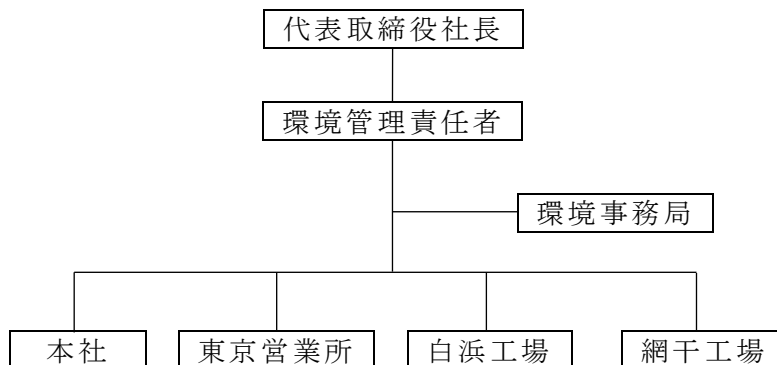 代表取締役社長
環境管理責任者
環境事務局
本社
東京営業所
白浜工場
網干工場